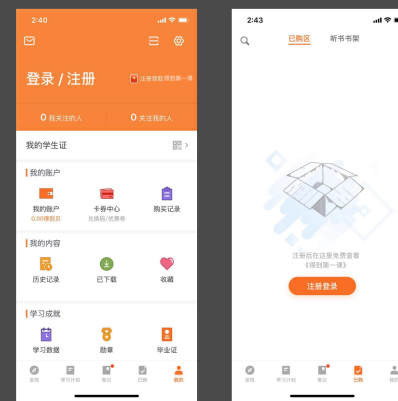 2:40
登录 / 注册
注册领取得到第一课
0 我关注的人
0 关注我的人
我的学生证
我的账户
我的账户
卡券中心
购买记录
0.00得到贝
兑换码/优惠券
我的内容
历史记录
已下载
收藏
学习成就
学习数据
勋章
毕业证
发现
学习计划
笔记
已购
我的
2:43
已购区
听书书架
注册后在这里免费查看
《得到第一课》
注册登录
发现
学习计划
笔记
已购
我的